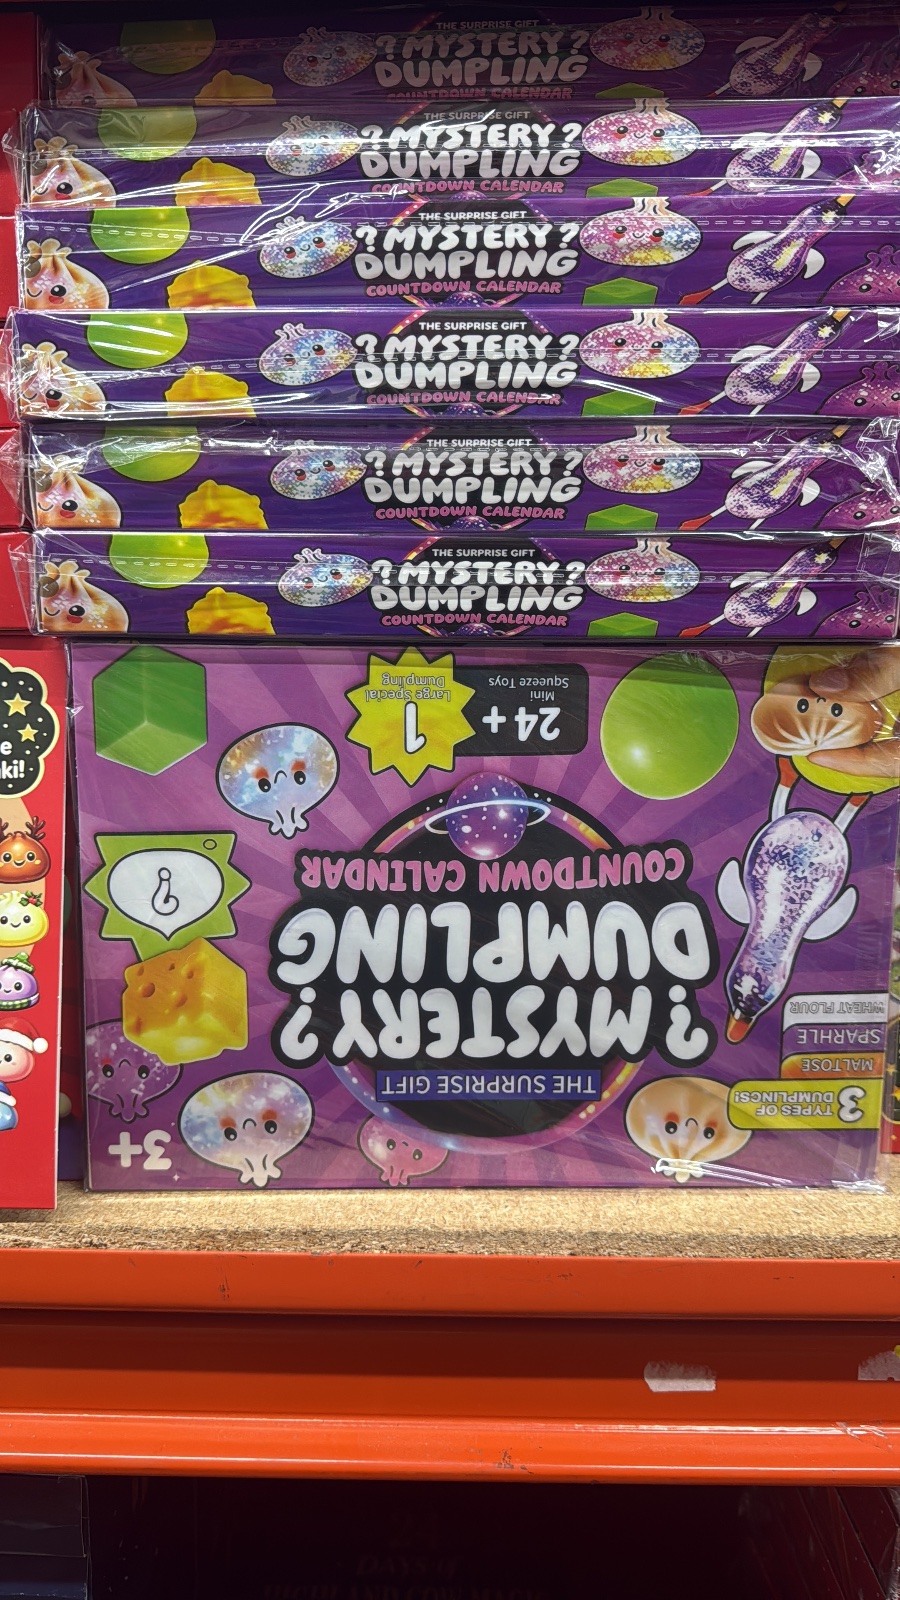 THE SURPRISE GIFT
? MYSTERY ?
DUMPLING
COUNTDOWN CALENDAR
THE SURPRISE GIFT
? MYSTERY ?
DUMPLING
COUNTDOWN CALENDAR
THE SURPRISE GIFT
? MYSTERY ?
DUMPLING
COUNTDOWN CALENDAR
THE SURPRISE GIFT
? MYSTERY ?
DUMPLING
COUNTDOWN CALENDAR
THE SURPRISE GIFT
? MYSTERY ?
DUMPLING
COUNTDOWN CALENDAR
THE SURPRISE GIFT
? MYSTERY ?
DUMPLING
COUNTDOWN CALENDAR
3+
3 TYPES OF
DUMPLINGS!
MALTOSE
SPARKLE
WHEAT FLOUR
THE SURPRISE GIFT
? MYSTERY ?
DUMPLING
COUNTDOWN CALENDAR
?
24+
Mini
Squeeze Toys
1
Large Special
Dumpling
DAYS of